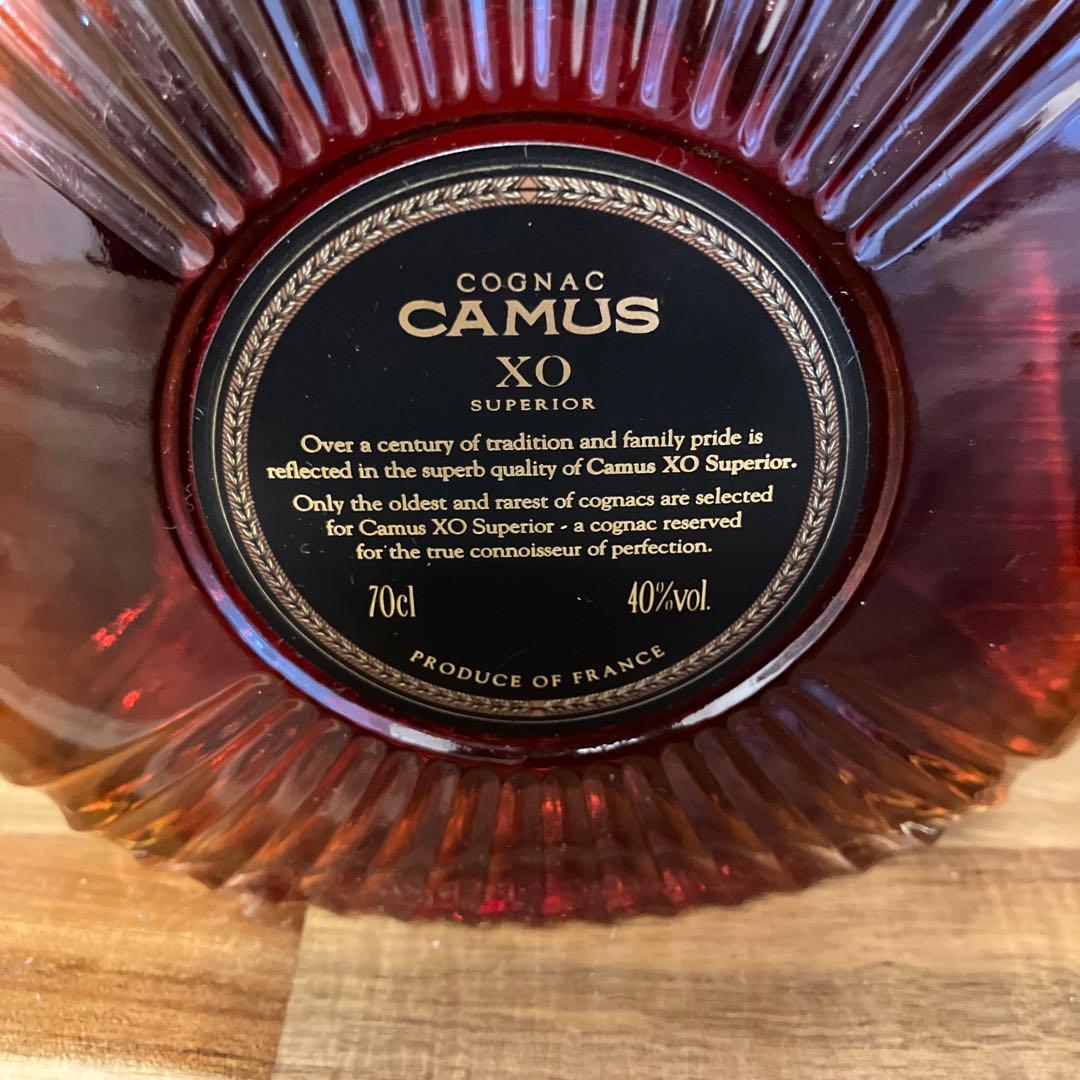 COGNAC
CAMUS
XO
SUPERIOR
Over a century of tradition and family pride is
reflected in the superb quality of Camus XO Superior.
Only the oldest and rarest of cognacs are selected
for Camus XO Superior - a cognac reserved
for the true connoisseur of perfection.
70cl 40%vol.
PRODUCE OF FRANCE